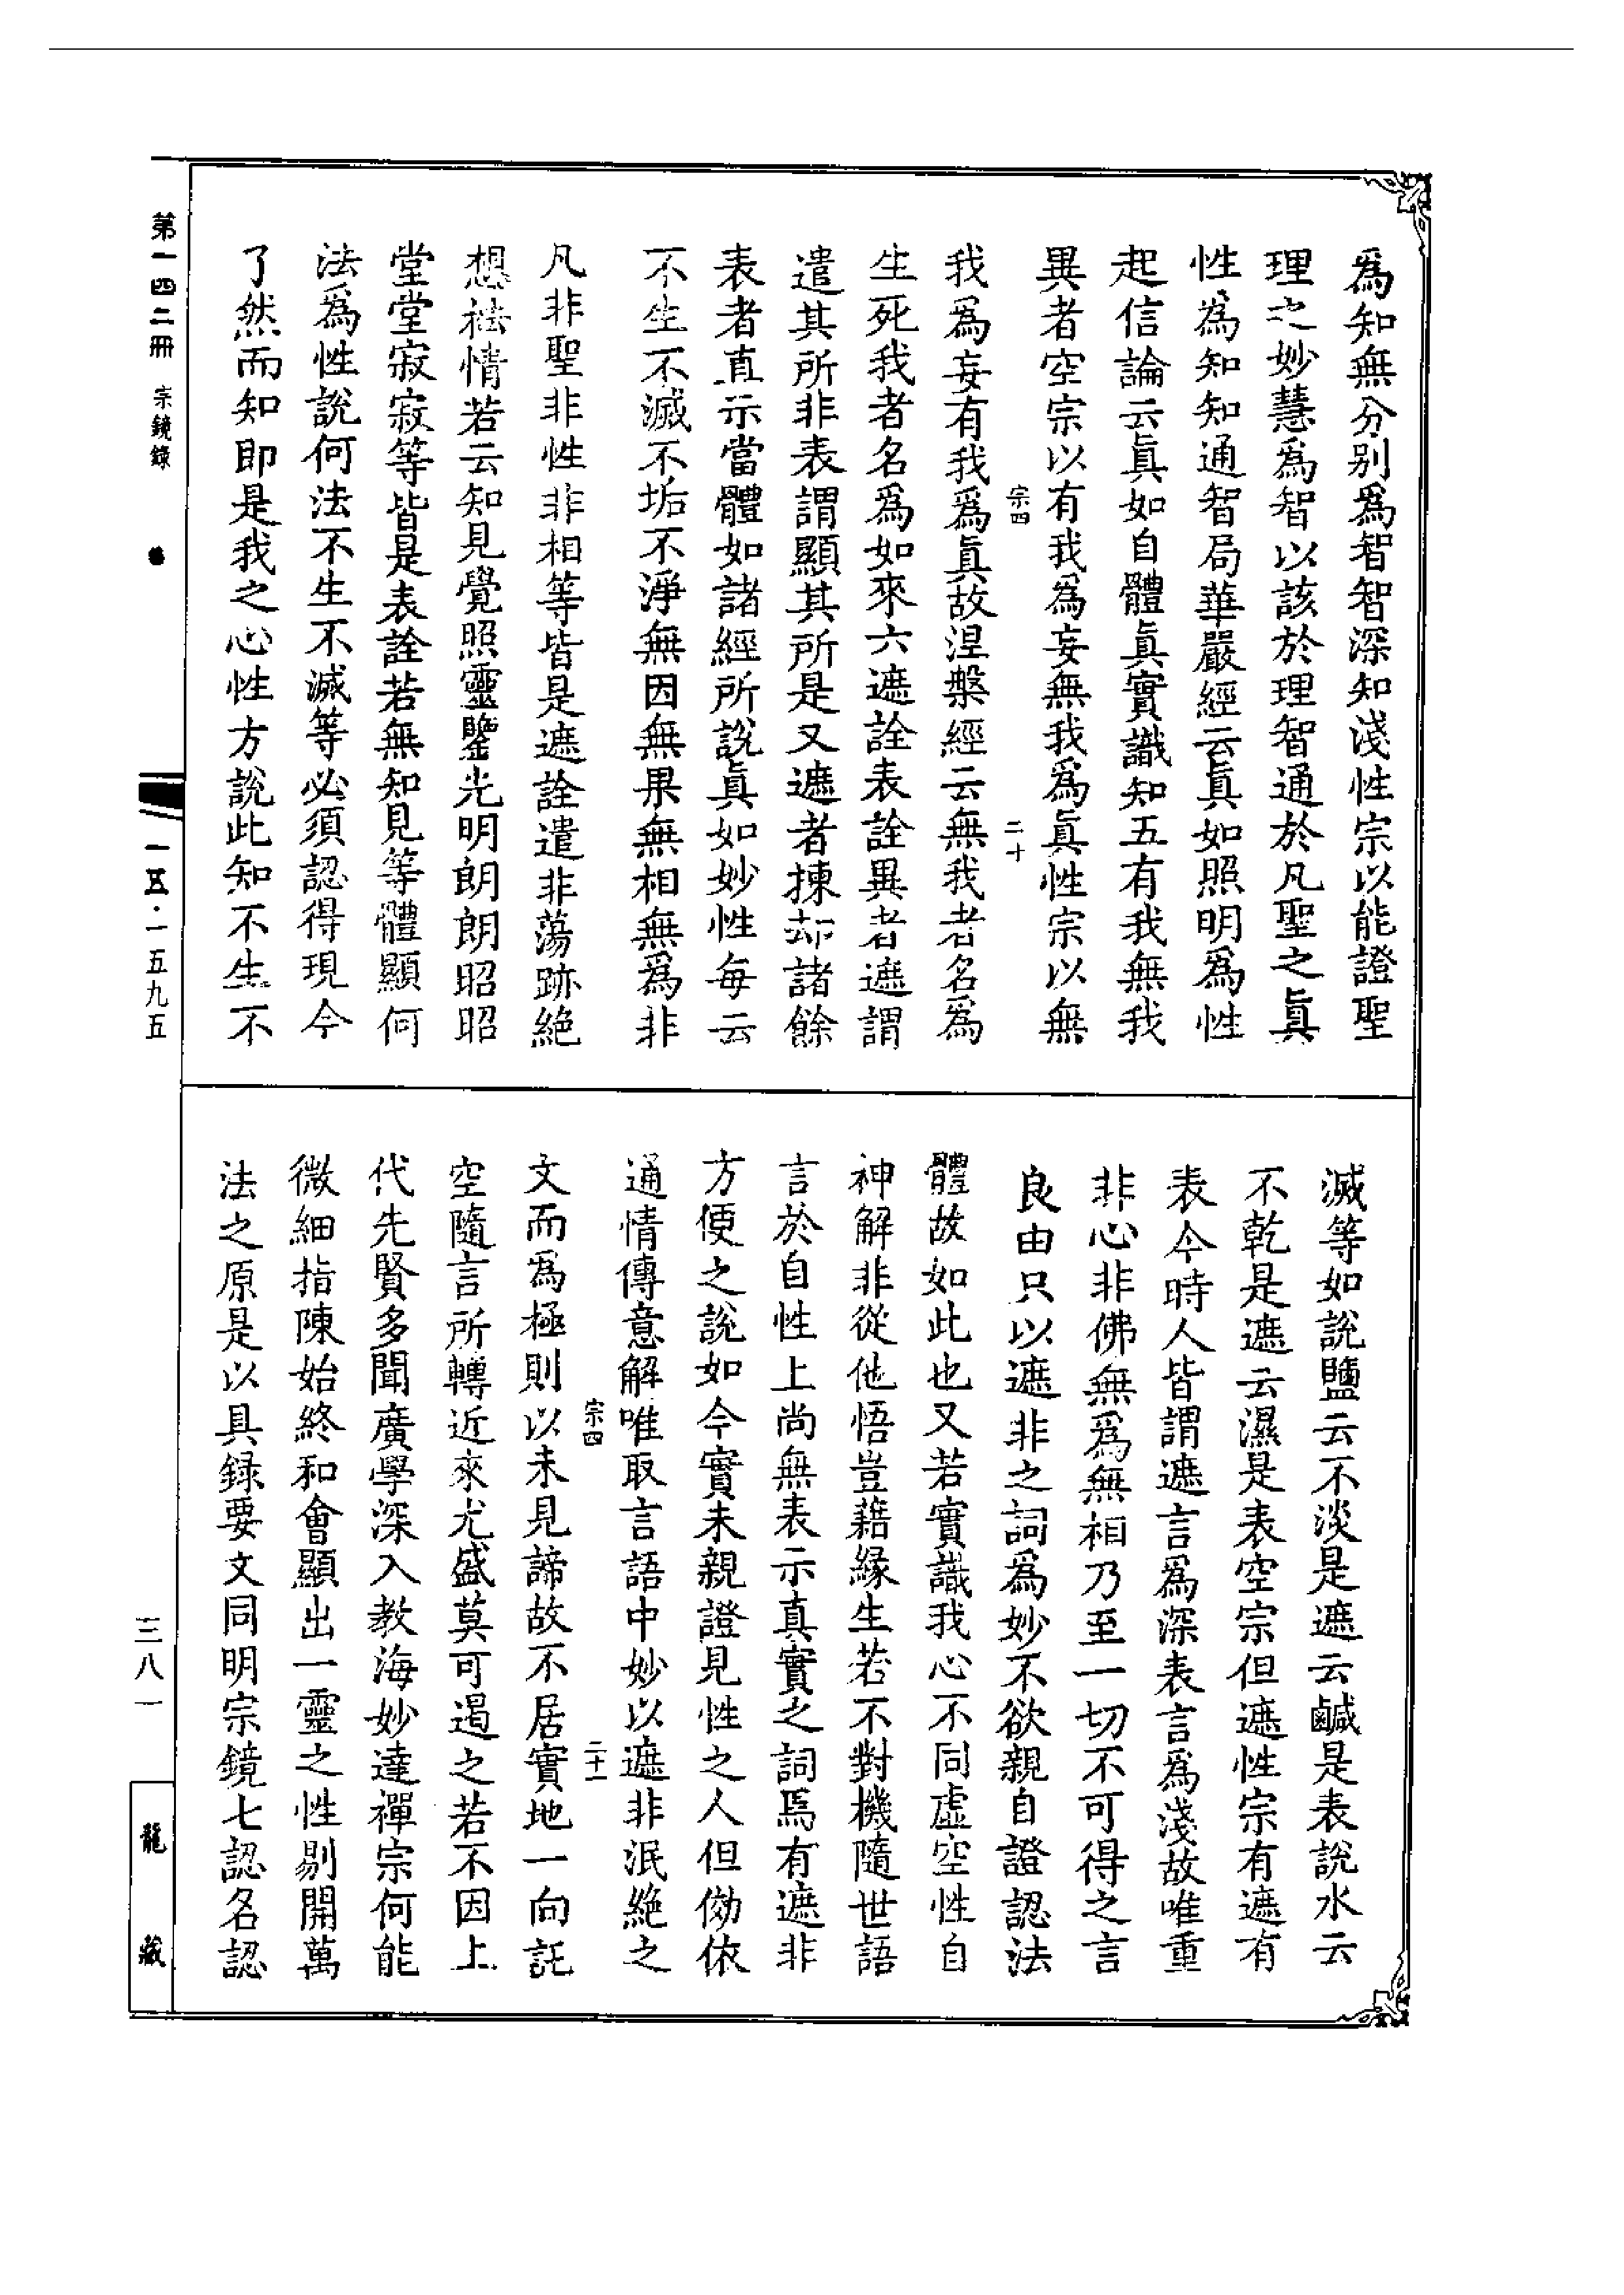 爲知無分别爲智智深知淺性宗以能證聖
理之妙慧爲智以該於理智通於凡聖之眞
性爲知知通智局華嚴經云眞如照明爲性
起信論云眞如自體眞實識知五有我無我
異者空宗以有我爲妄無我爲眞性宗以無
宗四 二十
我爲妄有我爲眞故涅槃經云無我者名爲
生死我者名爲如來六遮詮表詮異者遮謂
遣其所非表謂顯其所是又遮者揀却諸餘
表者直示當體如諸經所說眞如妙性每云
不生不滅不垢不淨無因無果無相無爲非
凡非聖非性非相等皆是遮詮遣非蕩跡絶
想袪情若云知見覺照靈鑒光明朗朗昭昭
堂堂寂寂等皆是表詮若無知見等體顯何
法爲性說何法不生不滅等必須認得現今
了然而知即是我之心性方說此知不生不
滅等如說鹽云不淡是遮云鹹是表說水云
不乾是遮云濕是表空宗但遮性宗有遮有
表今時人皆謂遮言爲深表言爲淺故唯重
非心非佛無爲無相乃至一切不可得之言
良由只以遮非之詞爲妙不欲親自證認法
體故如此也又若實識我心不同虛空性自
神解非從他悟豈藉緣生若不對機隨世語
言於自性上尚無表示真實之詞焉有遮非
方便之說如今實未親證見性之人但倣依
通情傳意解唯取言語中妙以遮非泯絶之
宗四 二十一
文而爲極則以未見諦故不居實地一向託
空隨言所轉近來尤盛莫可遏之若不因上
代先賢多聞廣學深入教海妙達禪宗何能
微細指陳始終和會顯出一靈之性剔開萬
法之原是以具録要文同明宗鏡七認名認
第一四二冊 宗鏡錄
一五·一五九五
三八一
龍藏